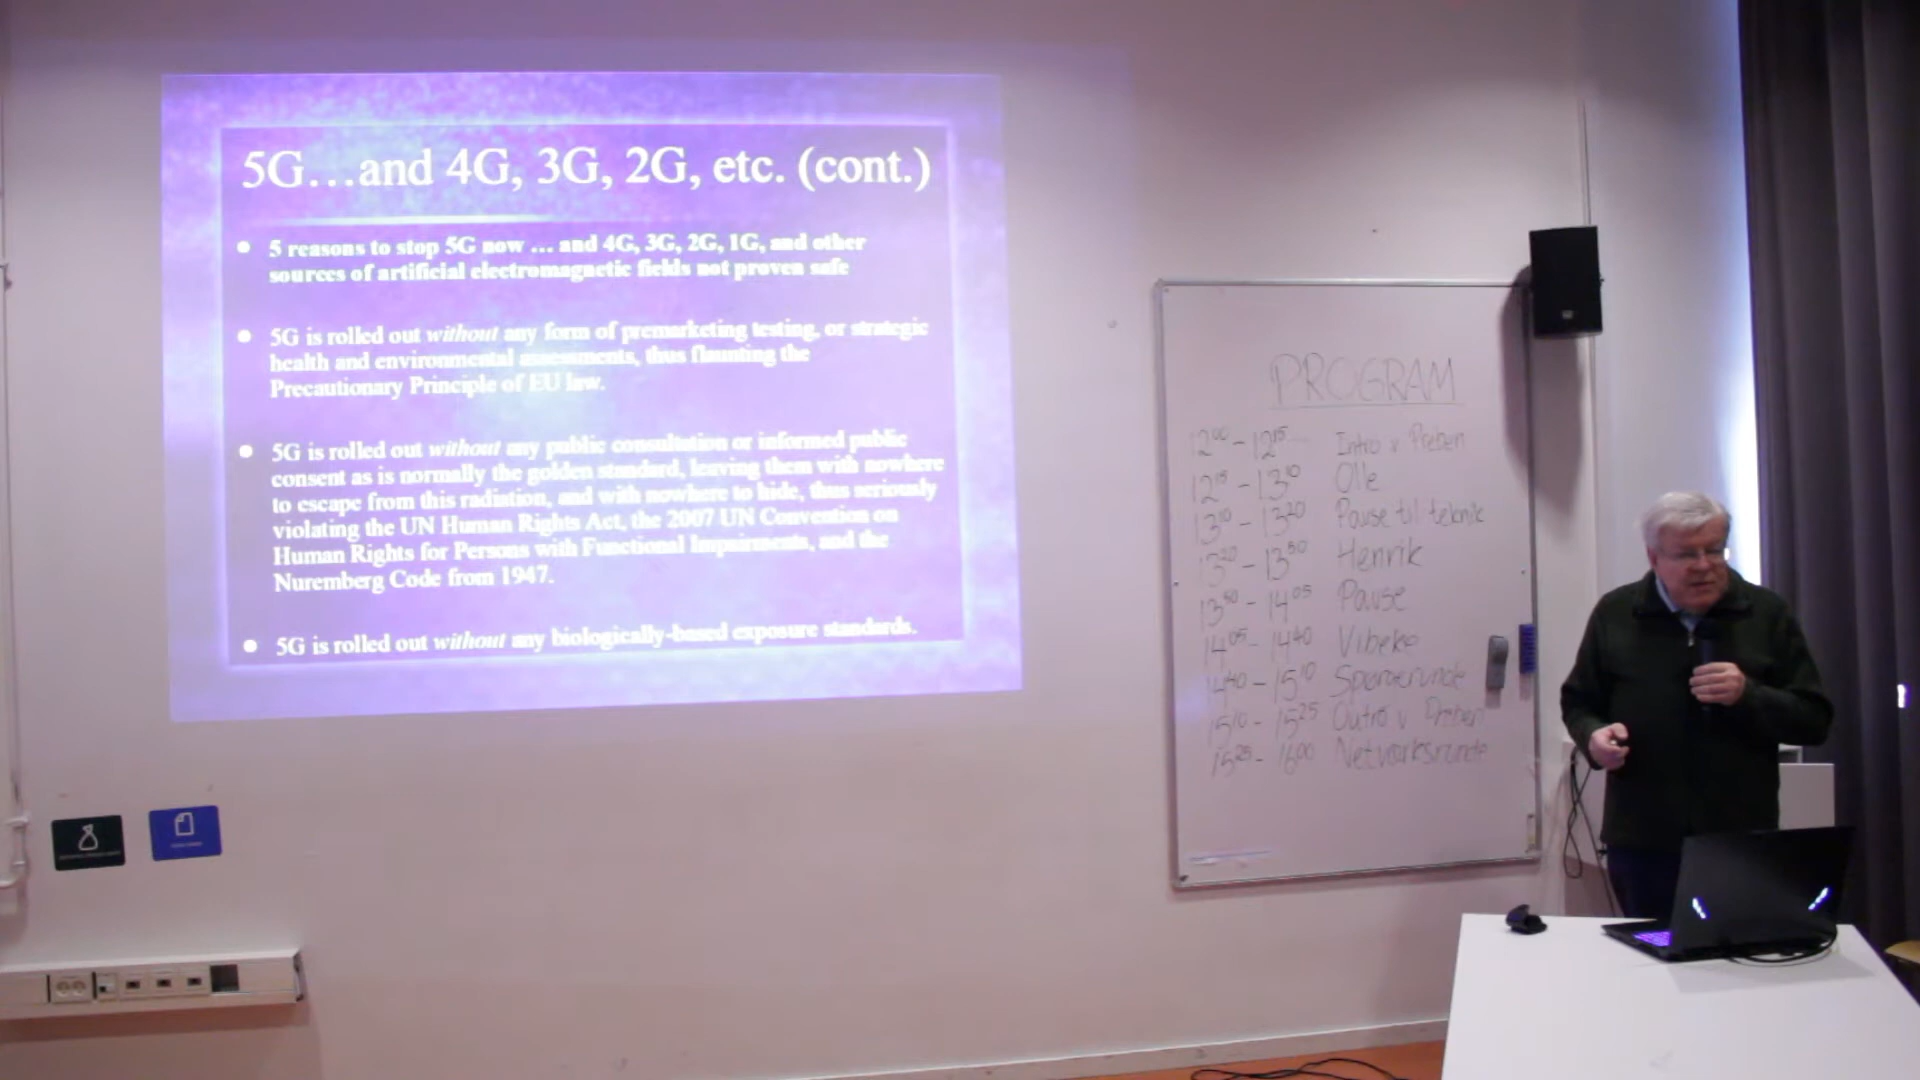 5G...and 4G, 3G, 2G, etc. (cont.)
• 5 reasons to stop 5G now ... and 4G, 3G, 2G, 1G, and other
sources of artificial electromagnetic fields not proven safe
• 5G is rolled out without any form of premarketing testing, or strategic
health and environmental assessments, thus flaunting the
Precautionary Principle of EU law.
• 5G is rolled out without any public consultation or informed public
consent as is normally the golden standard, leaving them with nowhere
to escape from this radiation, and with nowhere to hide, thus seriously
violating the UN Human Rights Act, the 2007 UN Convention on
Human Rights for Persons with Functional Impairments, and the
Nuremberg Code from 1947.
• 5G is rolled out without any biologically-based exposure standards.
PROGRAM
12⁰⁰ - 12¹⁵ Intro v Preben
12¹⁵ - 13¹⁰ Olle
13¹⁰ - 13²⁰ Pause til teknik
13²⁰ - 13⁵⁰ Henrik
13⁵⁰ - 14⁰⁵ Pause
14⁰⁵ - 14⁴⁰ Vibeke
14⁴⁰ - 15¹⁰ Spørgerunde
15¹⁰ - 15²⁵ Outro v Preben
15²⁵ - 16⁰⁰ Netværksrunde